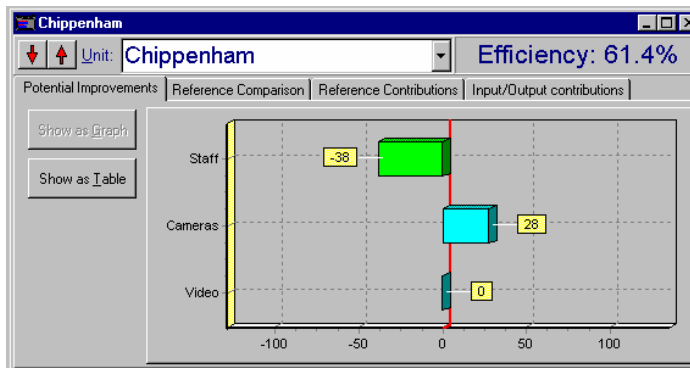 Chippenham
Unit: Chippenham Efficiency: 61.4%
Potential Improvements Reference Comparison Reference Contributions Input/Output contributions
Show as Graph
Show as Table
Staff -38
Cameras 28
Video 0
-100 -50 0 50 100